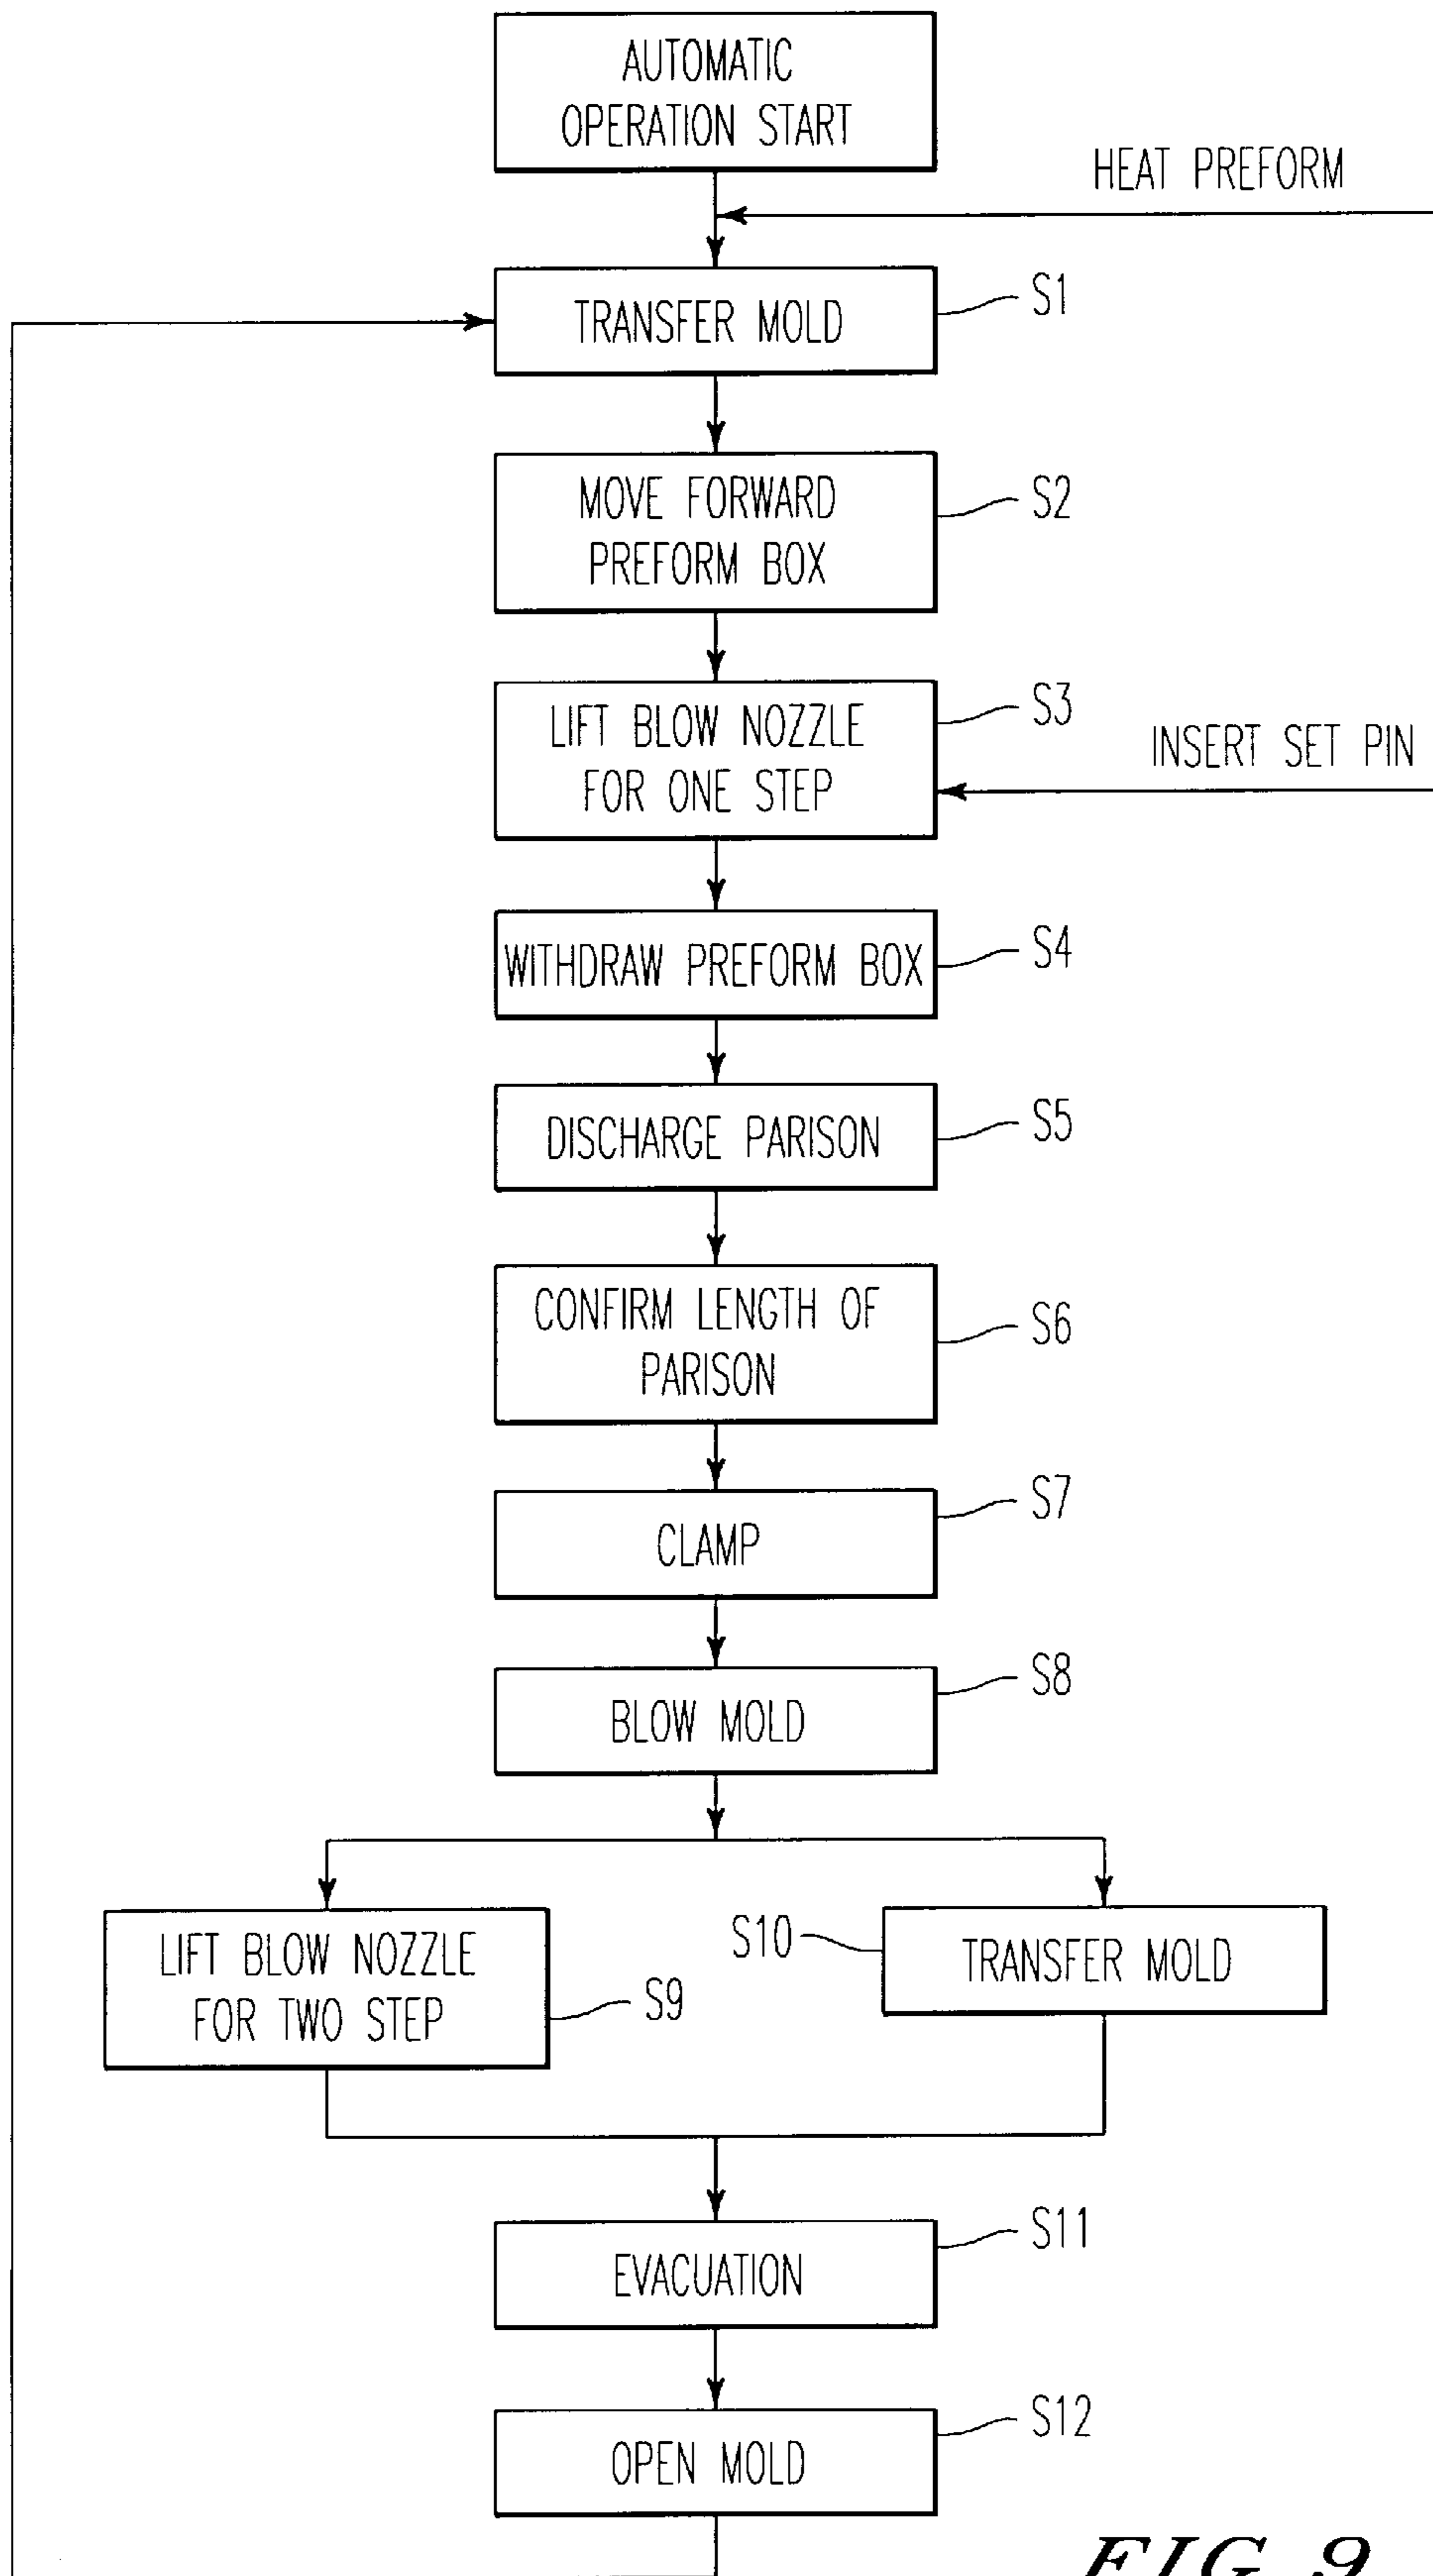 AUTOMATIC
OPERATION START
HEAT PREFORM
TRANSFER MOLD
S1
MOVE FORWARD
PREFORM BOX
S2
LIFT BLOW NOZZLE
FOR ONE STEP
S3
INSERT SET PIN
WITHDRAW PREFORM BOX
S4
DISCHARGE PARISON
S5
CONFIRM LENGTH OF
PARISON
S6
CLAMP
S7
BLOW MOLD
S8
LIFT BLOW NOZZLE
FOR TWO STEP
S9
S10
TRANSFER MOLD
EVACUATION
S11
OPEN MOLD
S12
FIG. 9